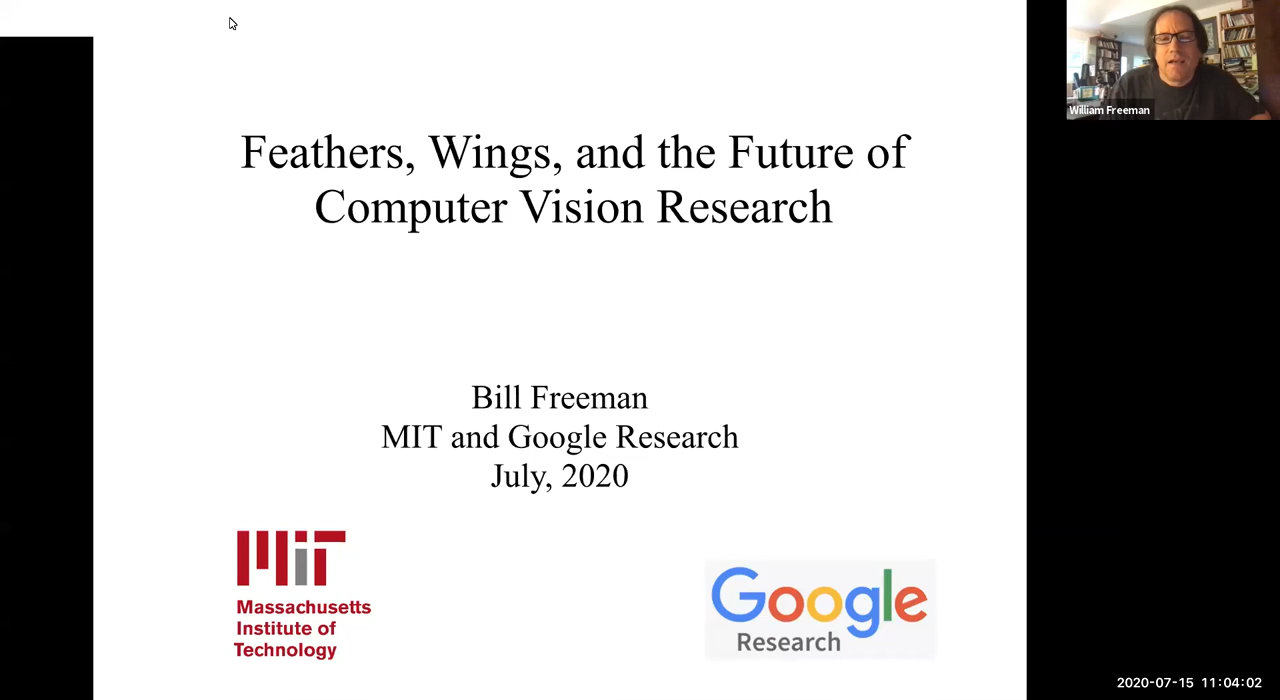 Feathers, Wings, and the Future of
Computer Vision Research
Bill Freeman
MIT and Google Research
July, 2020
MIT
Massachusetts
Institute of
Technology
Google
Research
William Freeman
2020-07-15 11:04:02